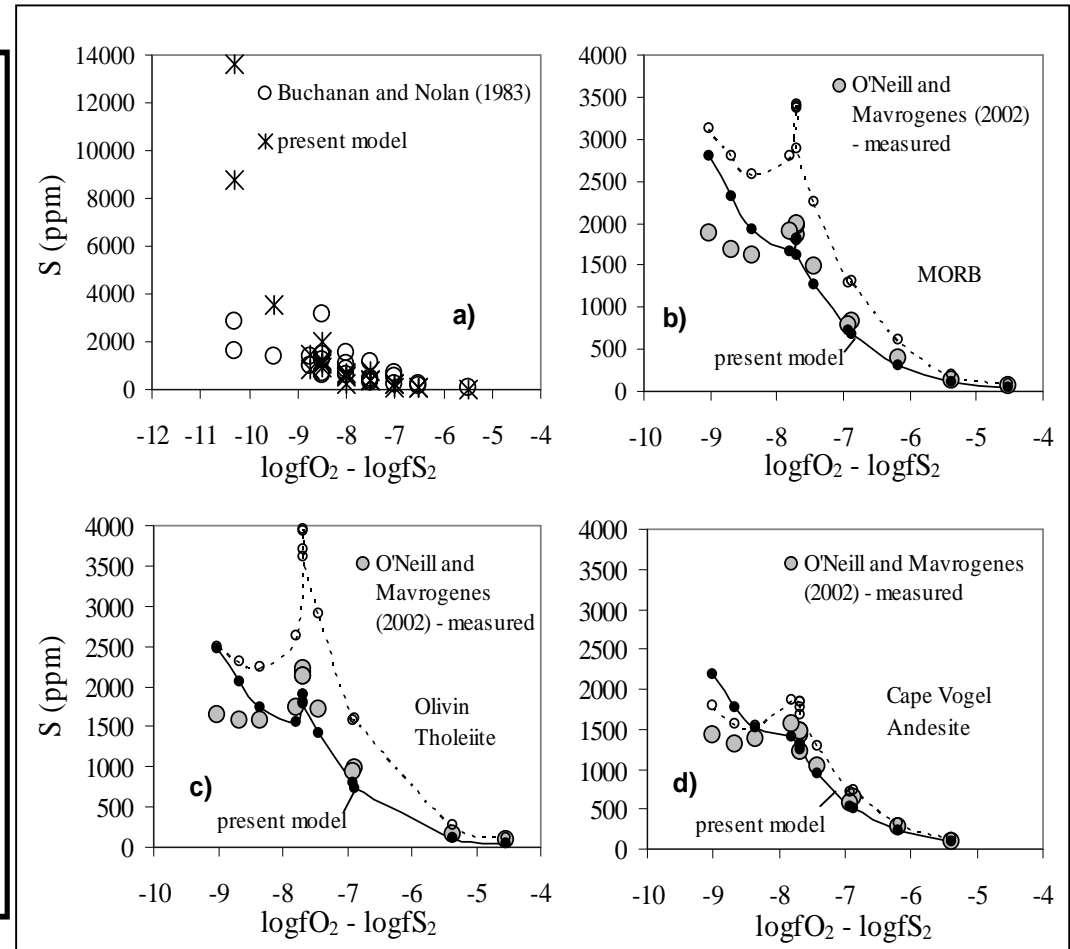 14000
12000
10000
8000
6000
4000
2000
0
S (ppm)
Buchanan and Nolan (1983)
present model
a)
-12 -11 -10 -9 -8 -7 -6 -5 -4
logfO2 - logfS2
4000
3500
3000
2500
2000
1500
1000
500
0
O'Neill and
Mavrogenes (2002)
- measured
MORB
b)
present model
-10 -9 -8 -7 -6 -5 -4
logfO2 - logfS2
4000
3500
3000
2500
2000
1500
1000
500
0
S (ppm)
O'Neill and
Mavrogenes
(2002) - measured
Olivin
Tholeiite
c)
present model
-10 -9 -8 -7 -6 -5 -4
logfO2 - logfS2
4000
3500
3000
2500
2000
1500
1000
500
0
O'Neill and Mavrogenes
(2002) - measured
Cape Vogel
Andesite
d)
present model
-10 -9 -8 -7 -6 -5 -4
logfO2 - logfS2